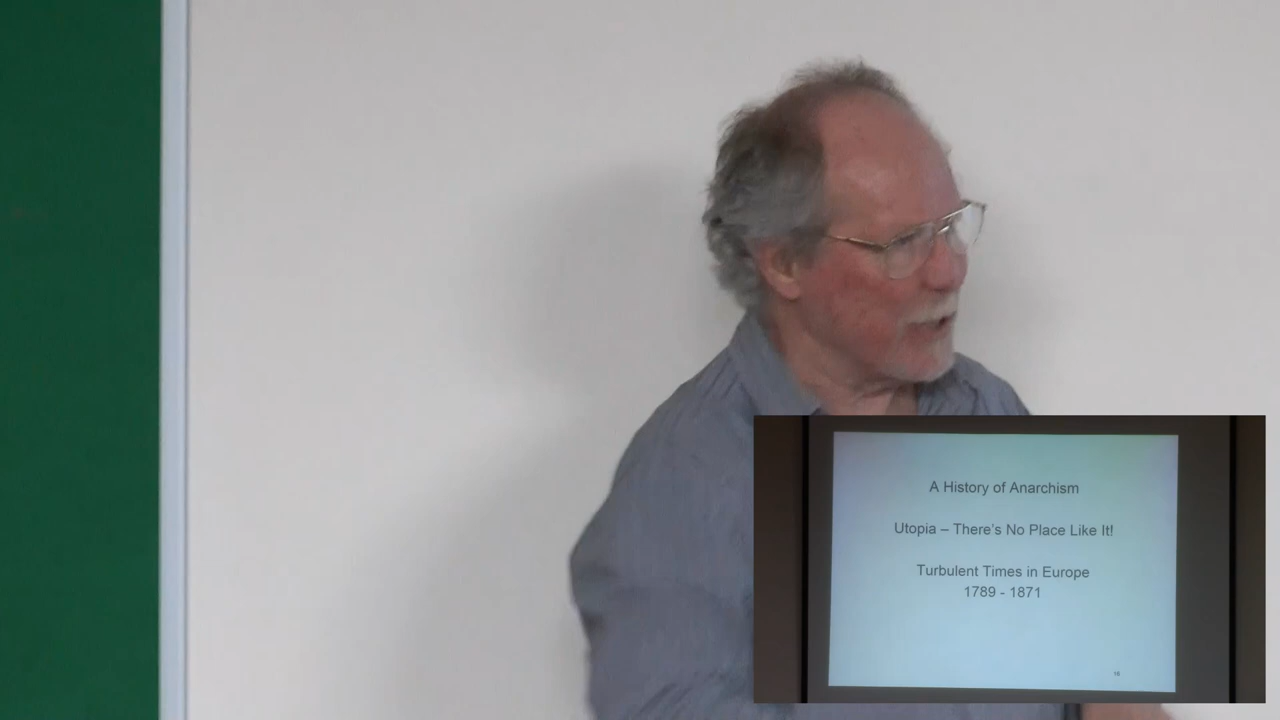 A History of Anarchism
Utopia – There's No Place Like It!
Turbulent Times in Europe
1789 - 1871